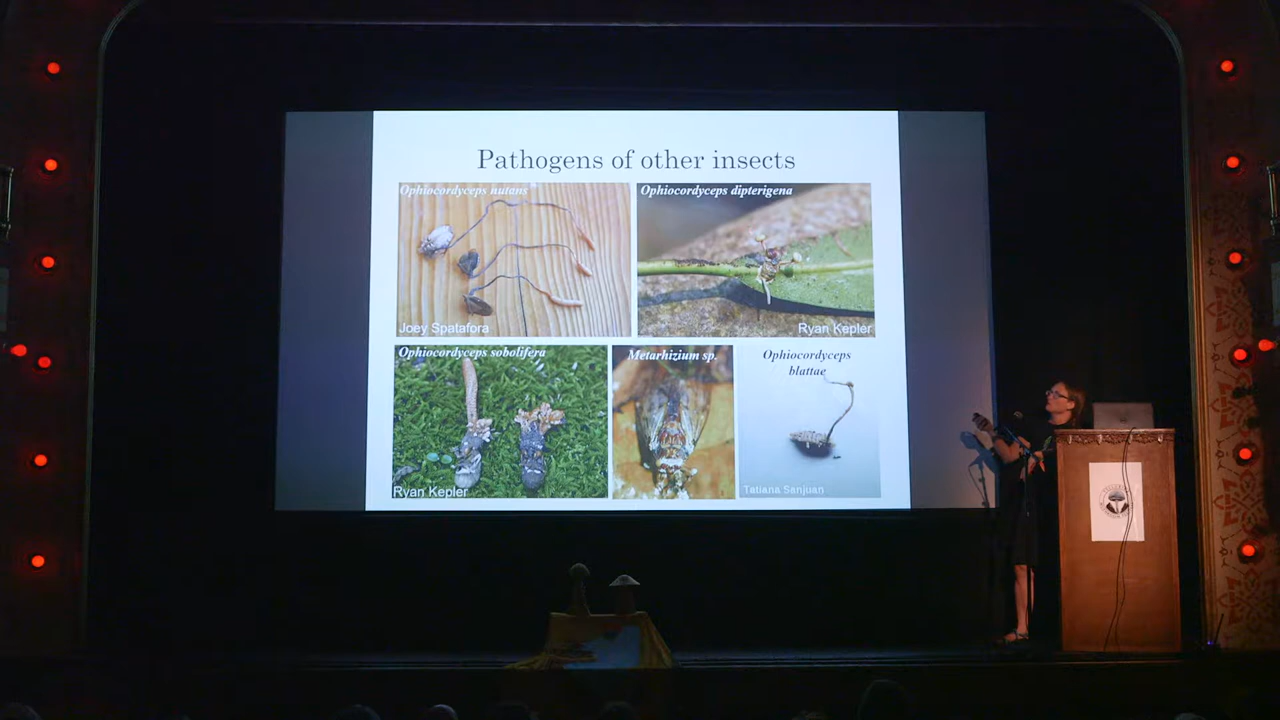 Pathogens of other insects
Ophiocordyceps nutans
Ophiocordyceps dipterigena
Joey Spatafora
Ryan Kepler
Ophiocordyceps sobolifera
Metarhizium sp.
Ophiocordyceps
blattae
Ryan Kepler
Tatiana Sanjuan